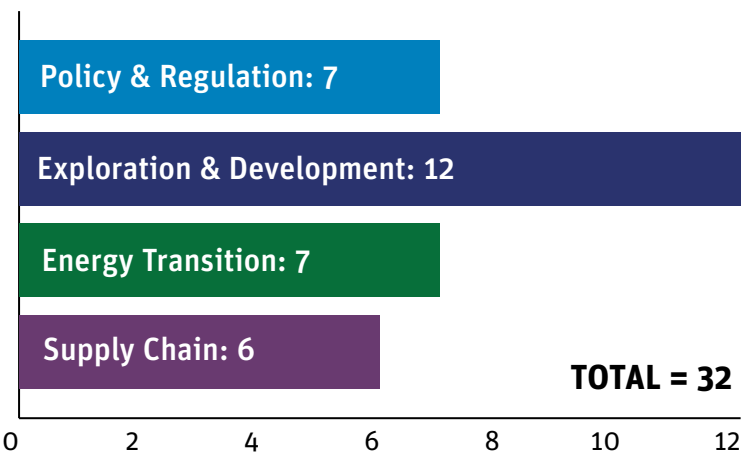 Policy & Regulation: 7
Exploration & Development: 12
Energy Transition: 7
Supply Chain: 6
TOTAL = 32
0 2 4 6 8 10 12